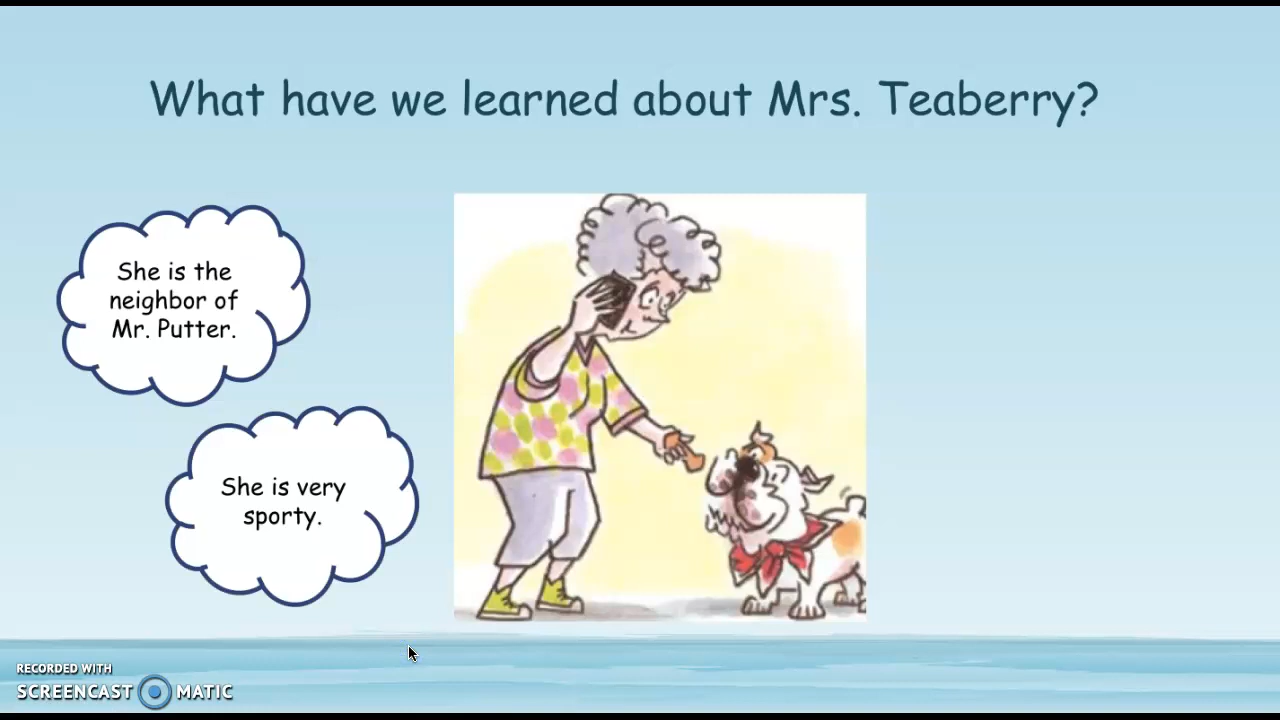 What have we learned about Mrs. Teaberry?
She is the
neighbor of
Mr. Putter.
She is very
sporty.
RECORDED WITH
SCREENCAST MATIC